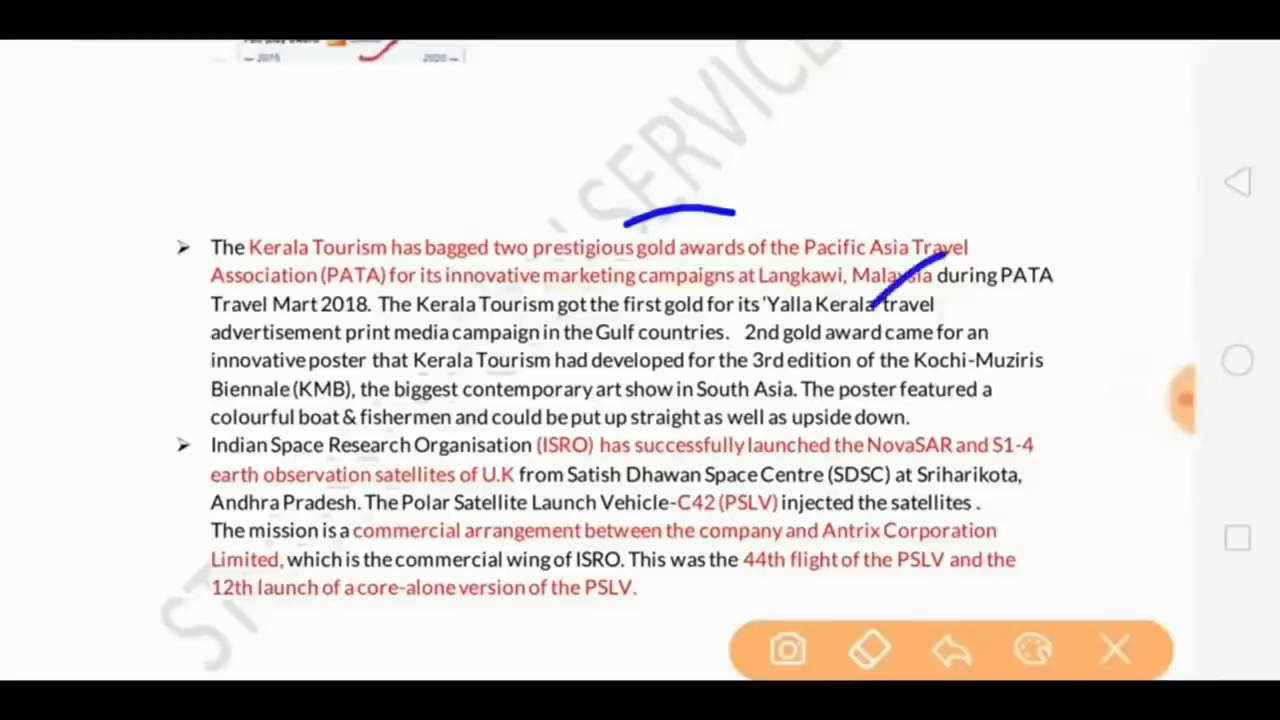 — 2015 2020 —
The Kerala Tourism has bagged two prestigious gold awards of the Pacific Asia Travel
Association (PATA) for its innovative marketing campaigns at Langkawi, Malaysia during PATA
Travel Mart 2018. The Kerala Tourism got the first gold for its 'Yalla Kerala' travel
advertisement print media campaign in the Gulf countries. 2nd gold award came for an
innovative poster that Kerala Tourism had developed for the 3rd edition of the Kochi-Muziris
Biennale (KMB), the biggest contemporary art show in South Asia. The poster featured a
colourful boat & fishermen and could be put up straight as well as upside down.
Indian Space Research Organisation (ISRO) has successfully launched the NovaSAR and S1-4
earth observation satellites of U.K from Satish Dhawan Space Centre (SDSC) at Sriharikota,
Andhra Pradesh. The Polar Satellite Launch Vehicle-C42 (PSLV) injected the satellites .
The mission is a commercial arrangement between the company and Antrix Corporation
Limited, which is the commercial wing of ISRO. This was the 44th flight of the PSLV and the
12th launch of a core-alone version of the PSLV.
SERVICE